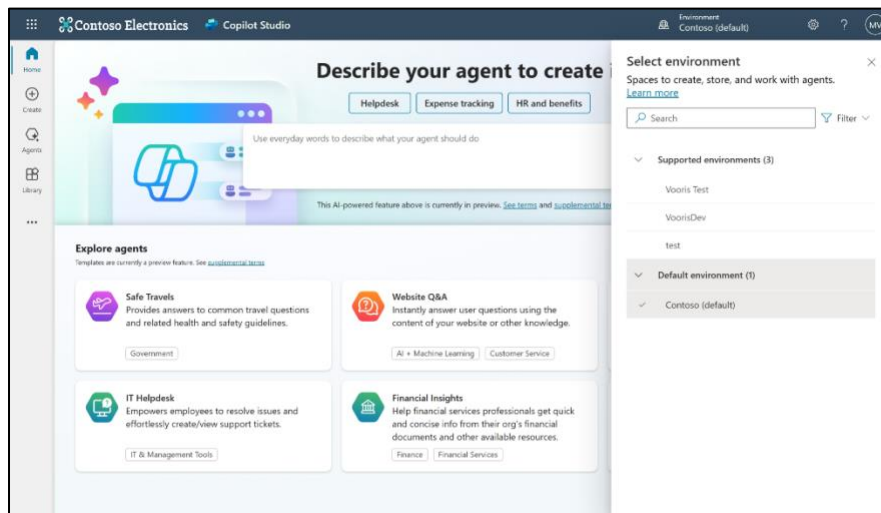 Contoso Electronics
Copilot Studio
Environment
Contoso (default)
?
MV
Home
Create
Agents
Library
...
Describe your agent to create i
Helpdesk
Expense tracking
HR and benefits
Use everyday words to describe what your agent should do
This AI-powered feature above is currently in preview. See terms and supplemental te
Explore agents
Templates are currently a preview feature. See supplemental terms
Safe Travels
Provides answers to common travel questions
and related health and safety guidelines.
Government
Website Q&A
Instantly answer user questions using the
content of your website or other knowledge.
AI + Machine Learning
Customer Service
IT Helpdesk
Empowers employees to resolve issues and
effortlessly create/view support tickets.
IT & Management Tools
Financial Insights
Help financial services professionals get quick
and concise info from their org's financial
documents and other available resources.
Finance
Financial Services
Select environment
Spaces to create, store, and work with agents.
Learn more
Search
Filter
Supported environments (3)
Vooris Test
VoorisDev
test
Default environment (1)
Contoso (default)